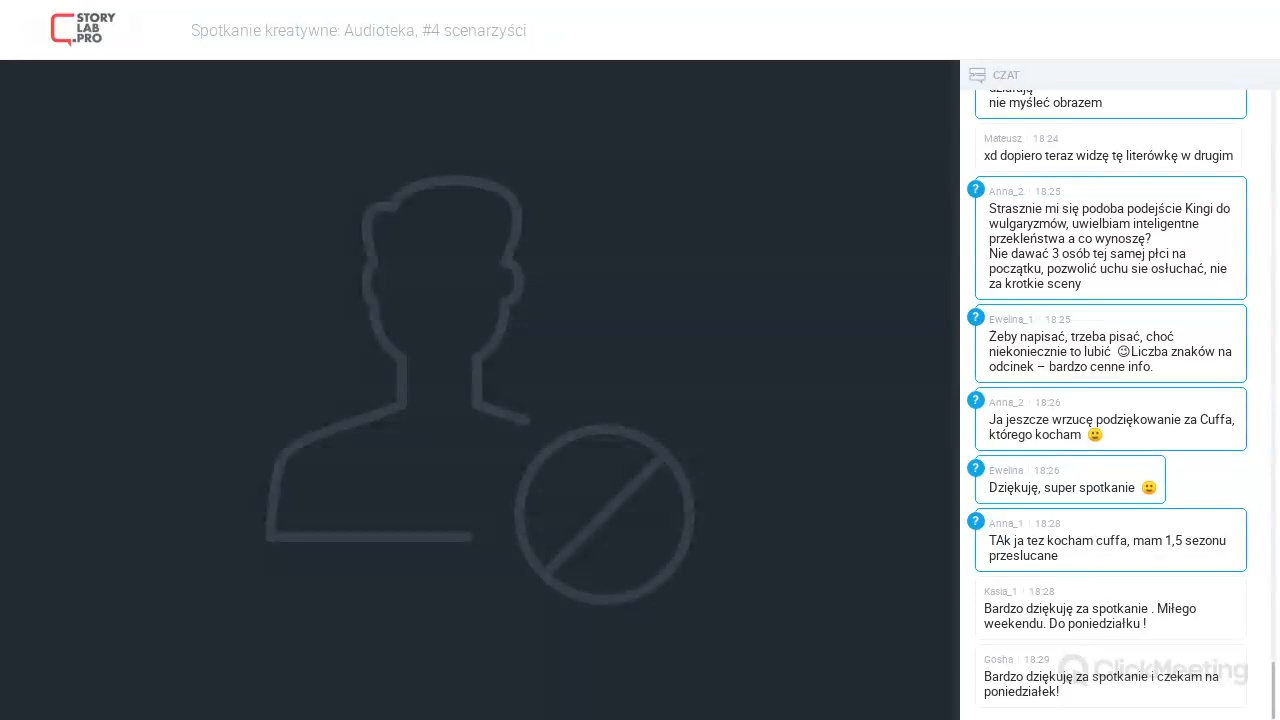 STORY
LAB
.PRO
Spotkanie kreatywne: Audioteka, #4 scenarzyści
CZAT
działają
nie myśleć obrazem
Mateusz 18:24
xd dopiero teraz widzę tę literówkę w drugim
? Anna_2 18:25
Strasznie mi się podoba podejście Kingi do
wulgaryzmów, uwielbiam inteligentne
przekleństwa a co wynoszę?
Nie dawać 3 osób tej samej płci na
początku, pozwolić uchu sie osłuchać, nie
za krotkie sceny
? Ewelina_1 18:25
Żeby napisać, trzeba pisać, choć
niekoniecznie to lubić 😉Liczba znaków na
odcinek – bardzo cenne info.
? Anna_2 18:26
Ja jeszcze wrzucę podziękowanie za Cuffa,
którego kocham 🙂
? Ewelina 18:26
Dziękuję, super spotkanie 🙂
? Anna_1 18:28
TAk ja tez kocham cuffa, mam 1,5 sezonu
przeslucane
Kasia_1 18:28
Bardzo dziękuję za spotkanie . Miłego
weekendu. Do poniedziałku !
Gosha 18:29
ClickMeeting
Bardzo dziękuję za spotkanie i czekam na
poniedziałek!